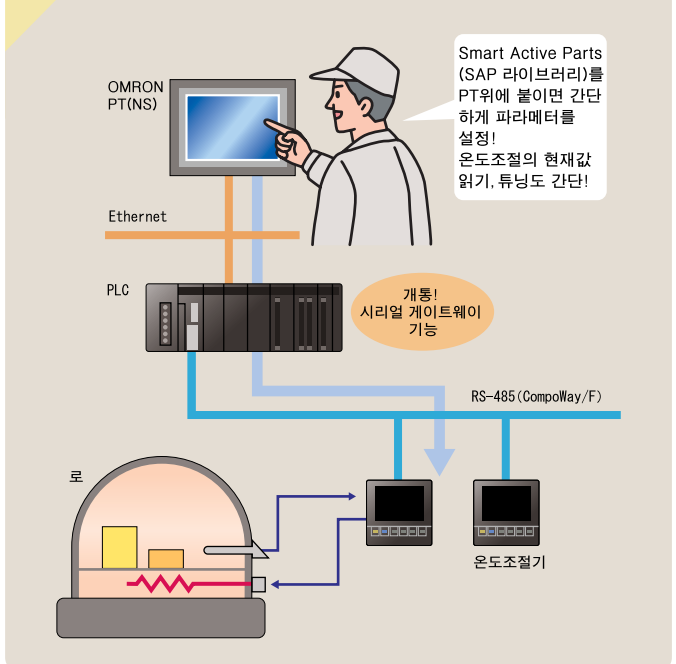 Smart Active Parts
(SAP 라이브러리)를
PT위에 붙이면 간단
하게 파라메터를
설정!
온도조절의 현재값
읽기, 튜닝도 간단!
OMRON
PT(NS)
Ethernet
PLC
개통!
시리얼 게이트웨이
기능
RS-485(CompoWay/F)
로
온도조절기